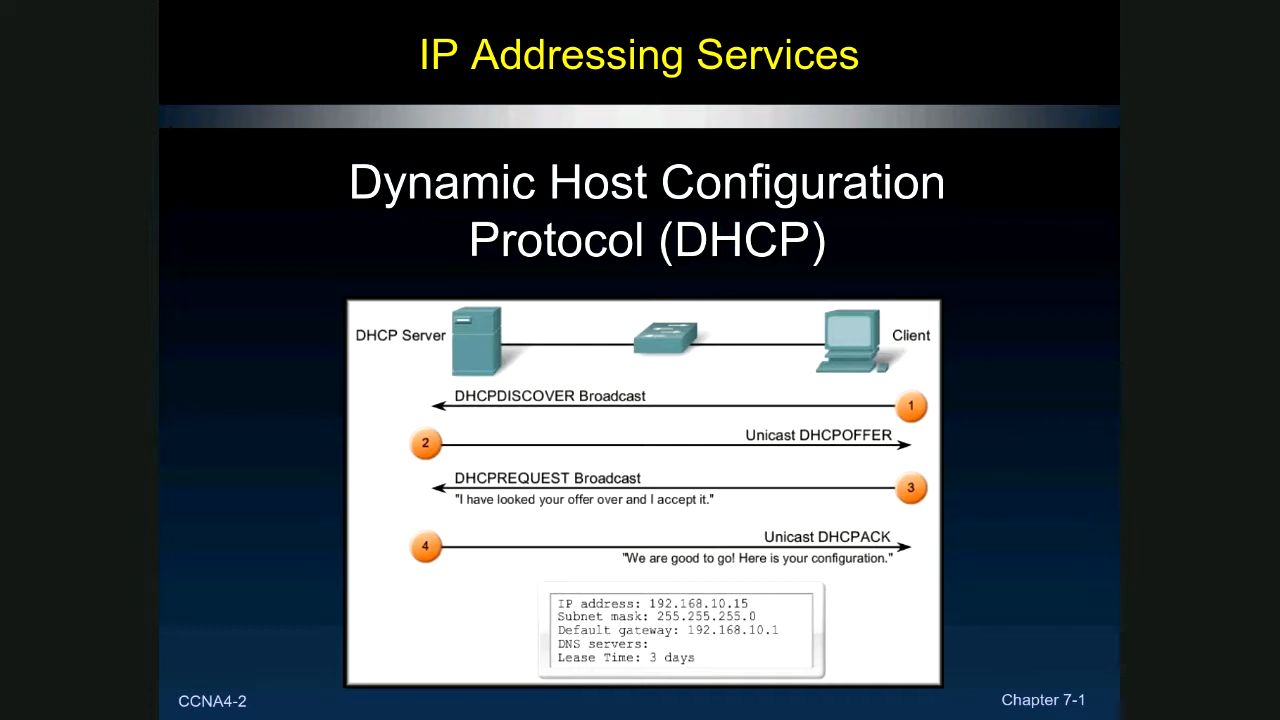 IP Addressing Services
Dynamic Host Configuration
Protocol (DHCP)
DHCP Server
Client
DHCPDISCOVER Broadcast
1
2
Unicast DHCPOFFER
DHCPREQUEST Broadcast
3
"I have looked your offer over and I accept it."
4
Unicast DHCPACK
"We are good to go! Here is your configuration."
IP address: 192.168.10.15
Subnet mask: 255.255.255.0
Default gateway: 192.168.10.1
DNS servers:
Lease Time: 3 days
CCNA4-2
Chapter 7-1